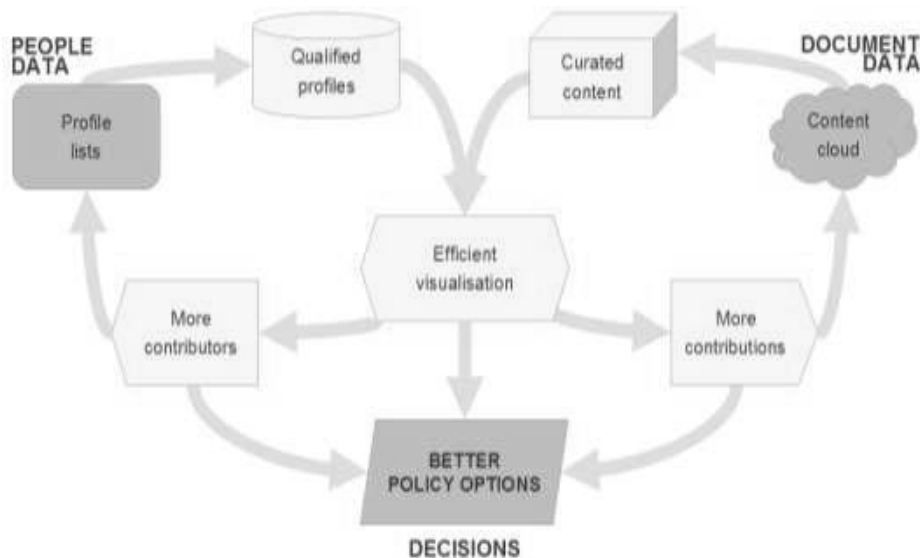 PEOPLE
DATA
Qualified
profiles
Curated
content
DOCUMENT
DATA
Profile
lists
Content
cloud
Efficient
visualisation
More
contributors
More
contributions
BETTER
POLICY OPTIONS
DECISIONS